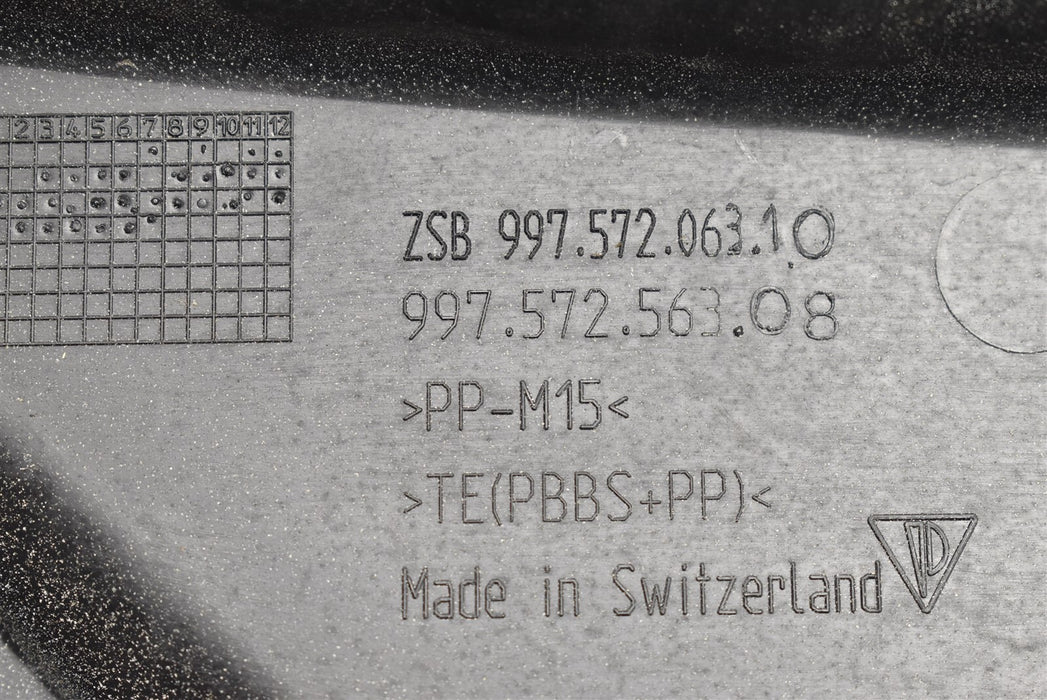 2 3 4 5 6 7 8 9 10 11 12
ZSB 997.572.063.10
997.572.563.08
>PP-M15<
>TE(PBBS+PP)<
Made in Switzerland